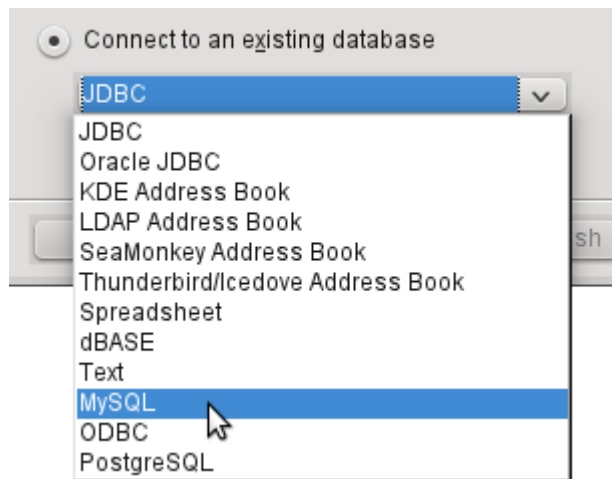 Connect to an existing database
JDBC
JDBC
Oracle JDBC
KDE Address Book
LDAP Address Book
SeaMonkey Address Book
sh
Thunderbird/Icedove Address Book
Spreadsheet
dBASE
Text
MySQL
ODBC
PostgreSQL